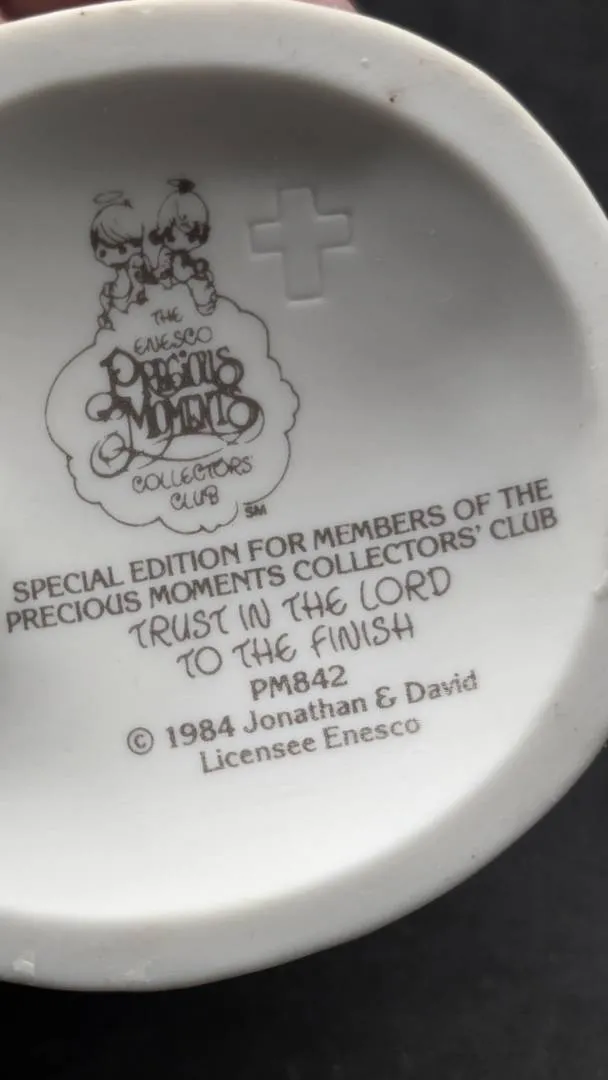 THE
ENESCO
PRECIOUS
MOMENTS
COLLECTORS'
CLUB
SM
SPECIAL EDITION FOR MEMBERS OF THE
PRECIOUS MOMENTS COLLECTORS' CLUB
TRUST IN THE LORD
TO THE FINISH
PM842
© 1984 Jonathan & David
Licensee Enesco